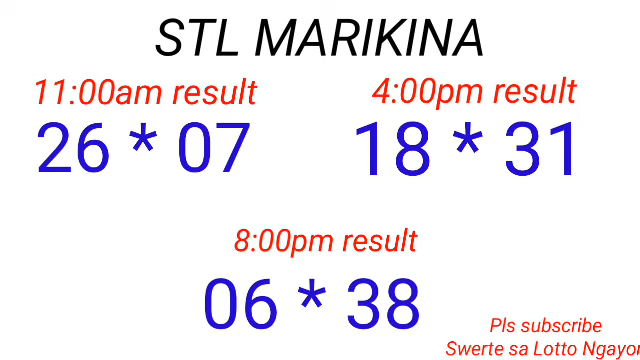 STL MARIKINA
11:00am result
26 * 07
4:00pm result
18 * 31
8:00pm result
06 * 38
Pls subscribe
Swerte sa Lotto Ngayon